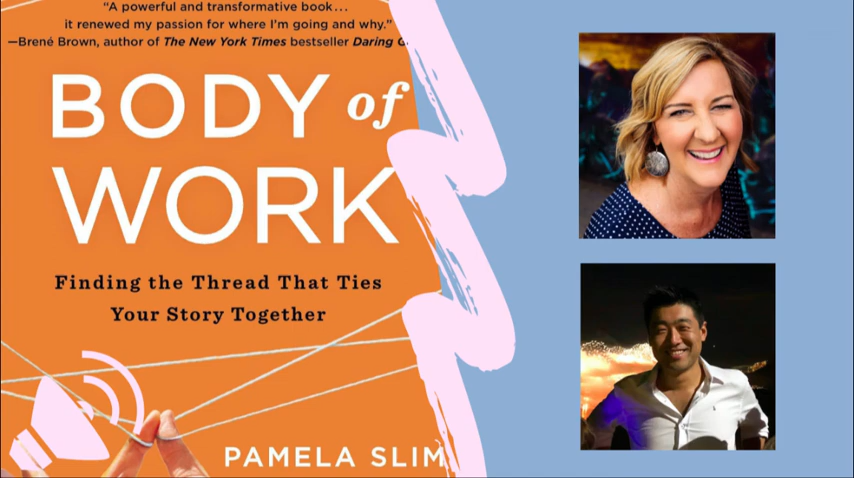 "A powerful and transformative book...
it renewed my passion for where I'm going and why."
—Brené Brown, author of The New York Times bestseller Daring G
BODY of
WORK
Finding the Thread That Ties
Your Story Together
PAMELA SLIM